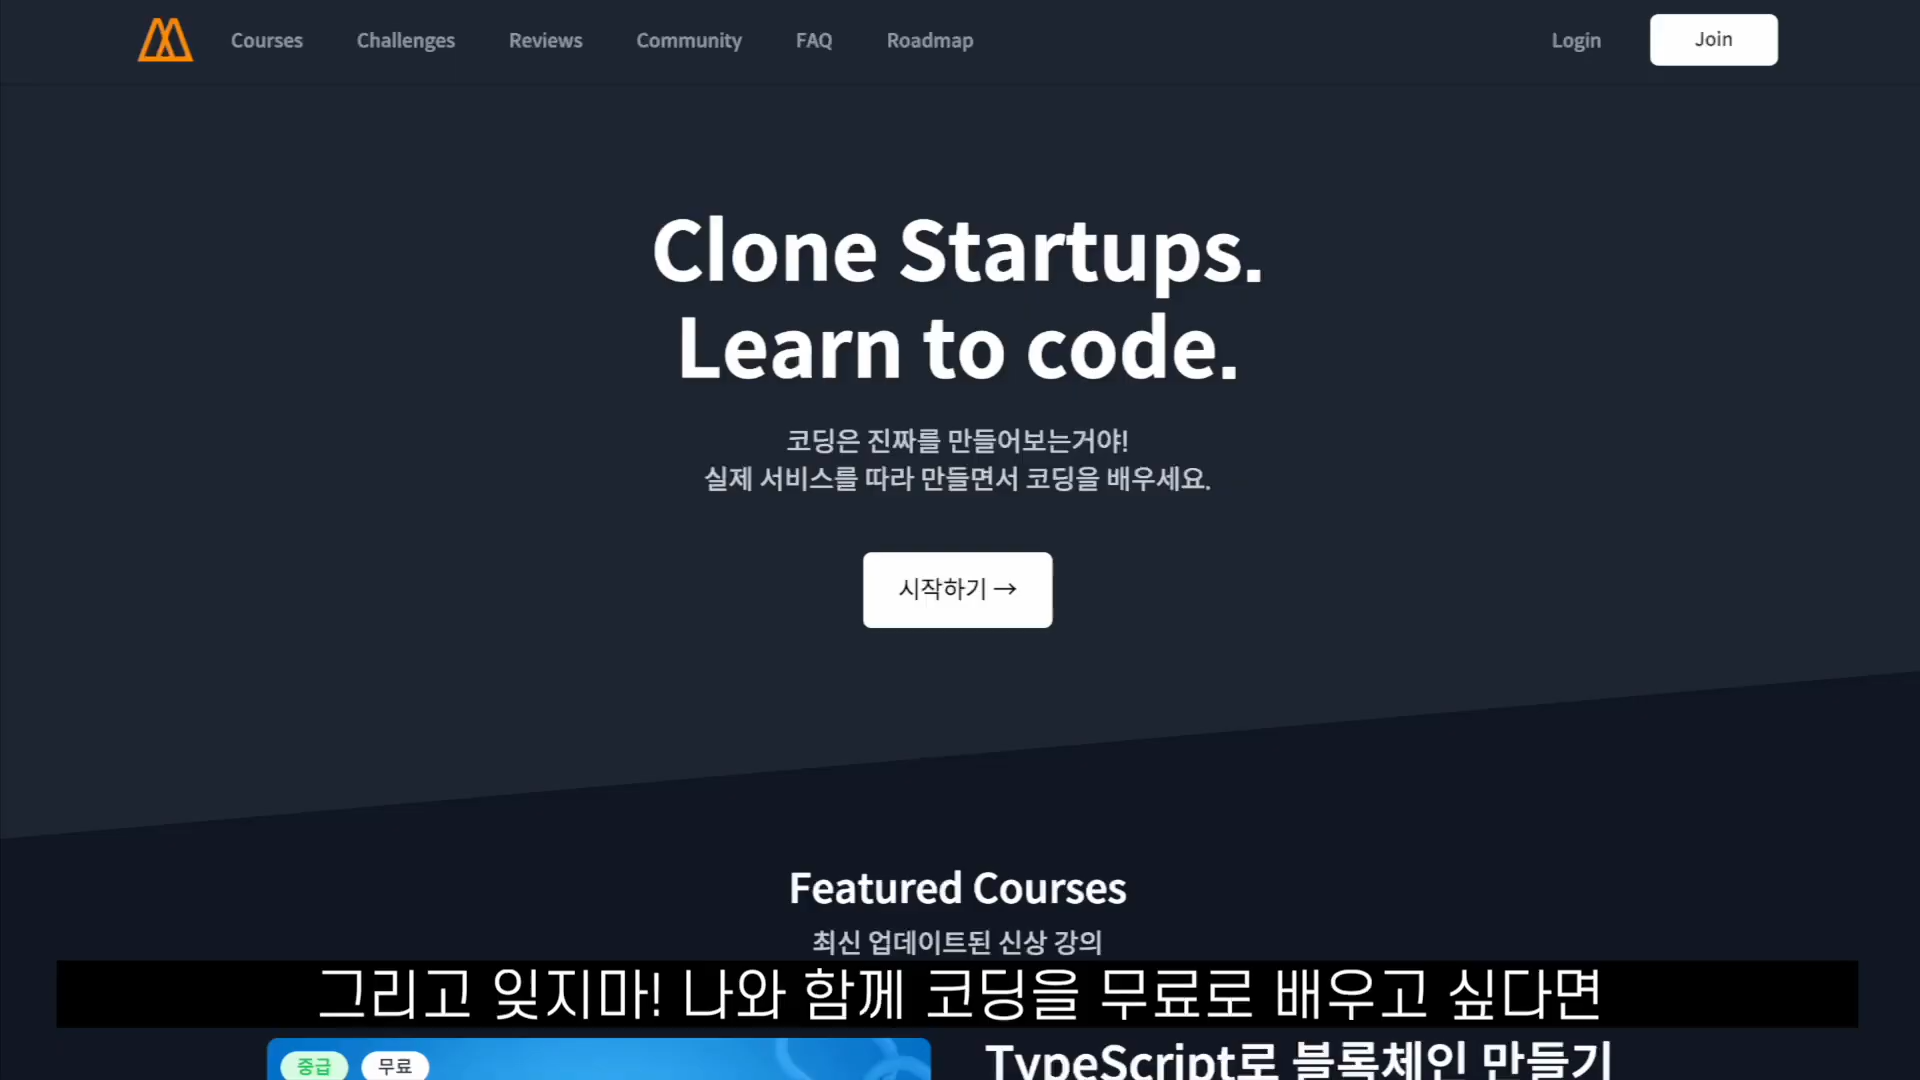 Courses Challenges Reviews Community FAQ Roadmap Login Join
Clone Startups.
Learn to code.
코딩은 진짜를 만들어보는거야!
실제 서비스를 따라 만들면서 코딩을 배우세요.
시작하기 →
Featured Courses
최신 업데이트된 신상 강의
그리고 잊지마! 나와 함께 코딩을 무료로 배우고 싶다면
중급 무료
TypeScript로 블록체인 만들기